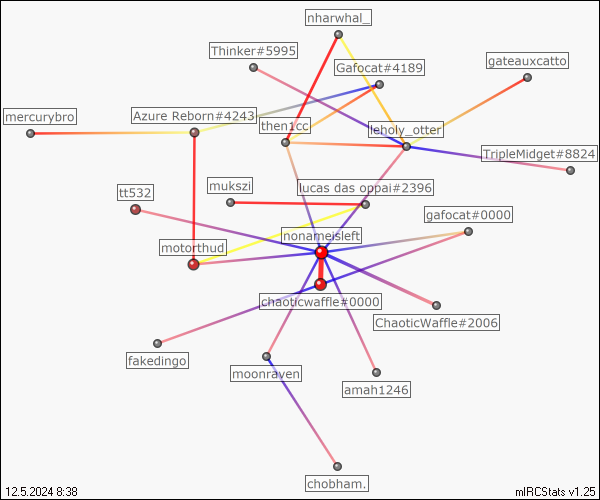 nharwhal_
Thinker#5995
gateauxcatto
Gafocat#4189
mercurybro
Azure Reborn#4243
then1cc
leholy_otter
TripleMidget#8824
tt532
mukszi
lucas das oppai#2396
gafocat#0000
nonameisleft
motorthud
chaoticwaffle#0000
ChaoticWaffle#2006
fakedingo
moonraven
amah1246
chobham.
12.5.2024 8:38
mIRCStats v1.25